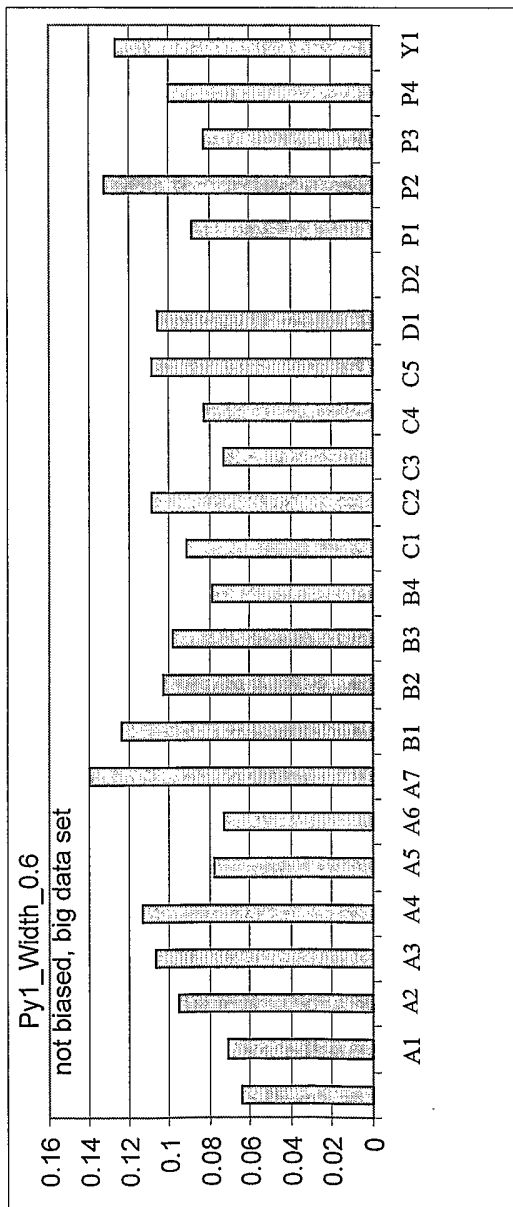 Py1_Width_0.6
not biased, big data set
0.16
0.14
0.12
0.1
0.08
0.06
0.04
0.02
0
A1
A2
A3
A4
A5
A6
A7
B1
B2
B3
B4
C1
C2
C3
C4
C5
D1
D2
P1
P2
P3
P4
Y1